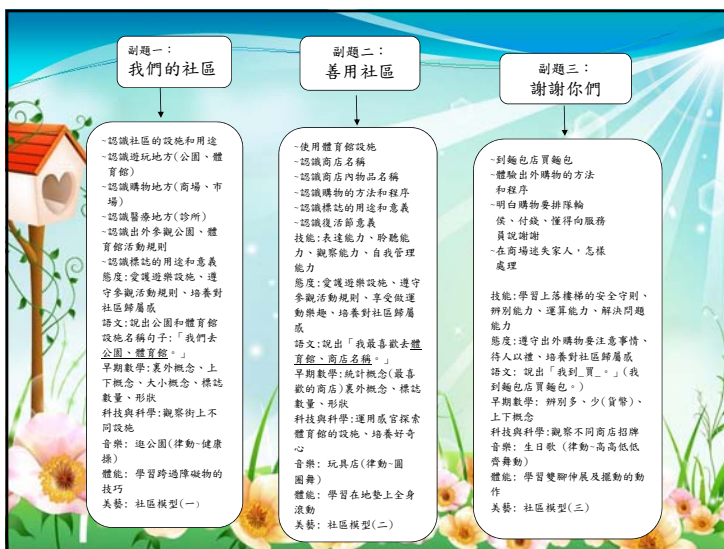 副題一：
我們的社區
~認識社區的設施和用途
~認識遊玩地方(公園、體
育館)
~認識購物地方(商場、市
場)
~認識醫療地方(診所)
~認識出外參觀公園、體
育館活動規則
~認識標誌的用途和意義
態度:愛護遊樂設施、遵
守參觀活動規則、培養對
社區歸屬感
語文:說出公園和體育館
設施名稱句子:「我們去
公園、體育館。」
早期數學:裏外概念、上
下概念、大小概念、標誌
數量、形狀
科技與科學:觀察街上不
同設施
音樂: 逛公園(律動~健康
操)
體能: 學習跨過障礙物的
技巧
美藝: 社區模型(一)
副題二：
善用社區
~使用體育館設施
~認識商店名稱
~認識商店內物品名稱
~認識購物的方法和程序
~認識標誌的用途和意義
~認識復活節意義
技能:表達能力、聆聽能
力、觀察能力、自我管理
能力
態度:愛護遊樂設施、遵守
參觀活動規則、享受做運
動樂趣、培養對社區歸屬
感
語文:說出「我最喜歡去體
育館、商店名稱。」
早期數學:統計概念(最喜
歡的商店)裏外概念、標誌
數量、形狀
科技與科學:運用感官探索
體育館的設施、培養好奇
心
音樂: 玩具店(律動~圓
圈舞)
體能: 學習在地墊上全身
滾動
美藝: 社區模型(二)
副題三：
謝謝你們
~到麵包店買麵包
~體驗出外購物的方法
和程序
~明白購物要排隊輪
侯、付錢、懂得向服務
員說謝謝
~在商場迷失家人，怎樣
處理
技能:學習上落樓梯的安全守則、
辨別能力、運算能力、解決問題
能力
態度:遵守出外購物要注意事情、
待人以禮、培養對社區歸屬感
語文: 說出「我到_買_。」(我
到麵包店買麵包。)
早期數學: 辨別多、少(貨幣)、
上下概念
科技與科學:觀察不同商店招牌
音樂: 生日歌 (律動~高高低低
齊舞動)
體能: 學習雙腳伸展及擺動的動
作
美藝: 社區模型(三)